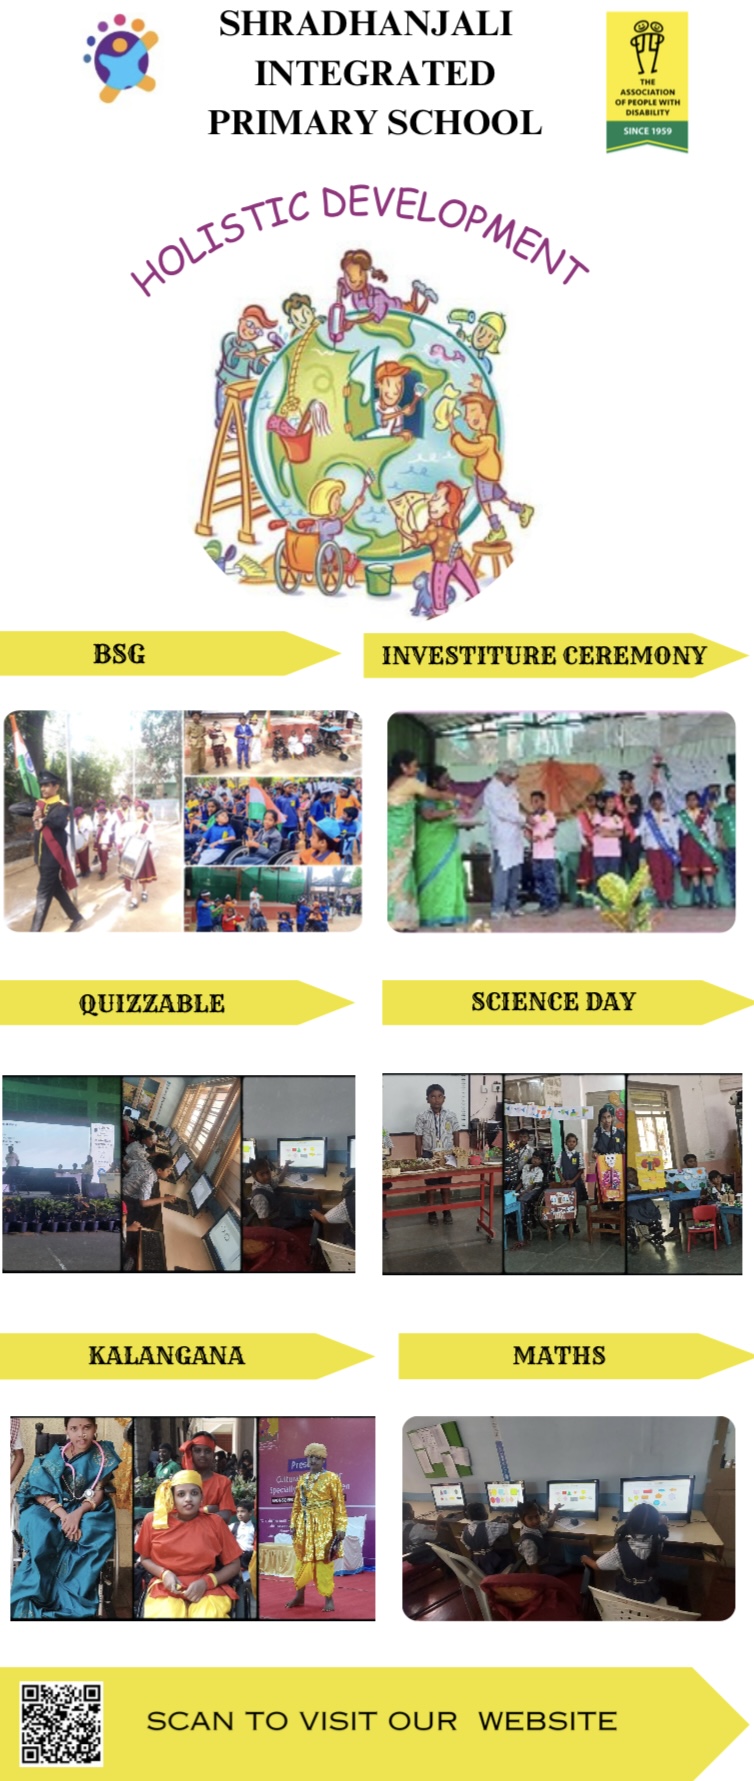 SHRADHANJALI
INTEGRATED
PRIMARY SCHOOL
THE
ASSOCIATION
OF PEOPLE WITH
DISABILITY
SINCE 1959
HOLISTIC DEVELOPMENT
BSG
INVESTITURE CEREMONY
QUIZZABLE
SCIENCE DAY
KALANGANA
MATHS
SCAN TO VISIT OUR WEBSITE